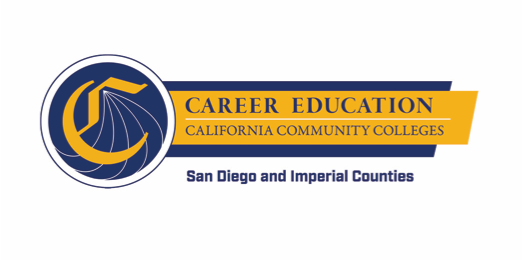 C
CAREER EDUCATION
CALIFORNIA COMMUNITY COLLEGES
San Diego and Imperial Counties